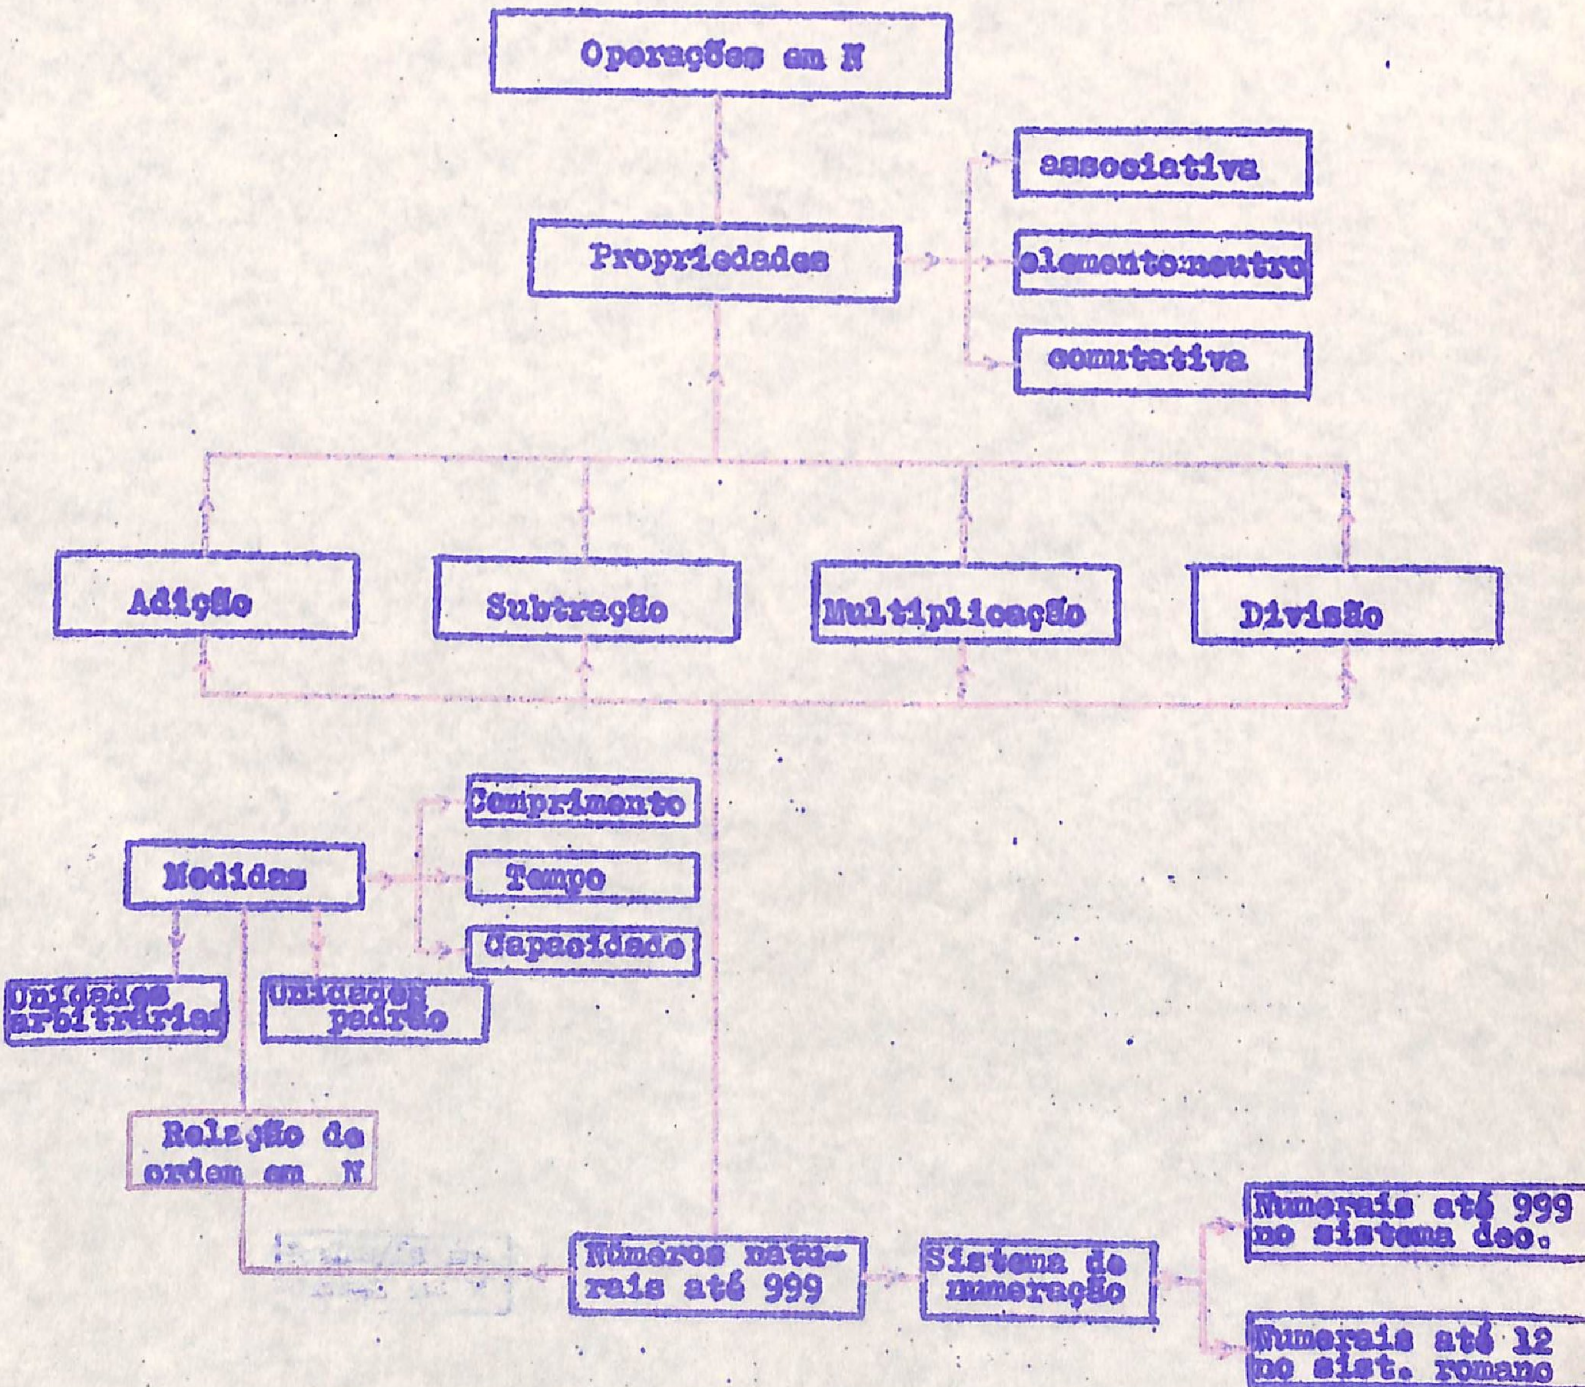 Operações em N
associativa
Propriedades
elemento neutro
comutativa
Adição
Subtração
Multiplicação
Divisão
Comprimento
Medidas
Tempo
Capacidade
Unidades
arbitrárias
Unidades
padrão
Relação de
ordem em N
Números natu-
rais até 999
Sistema de
numeração
Numerais até 999
no sistema dec.
Numerais até 12
no sist. romano